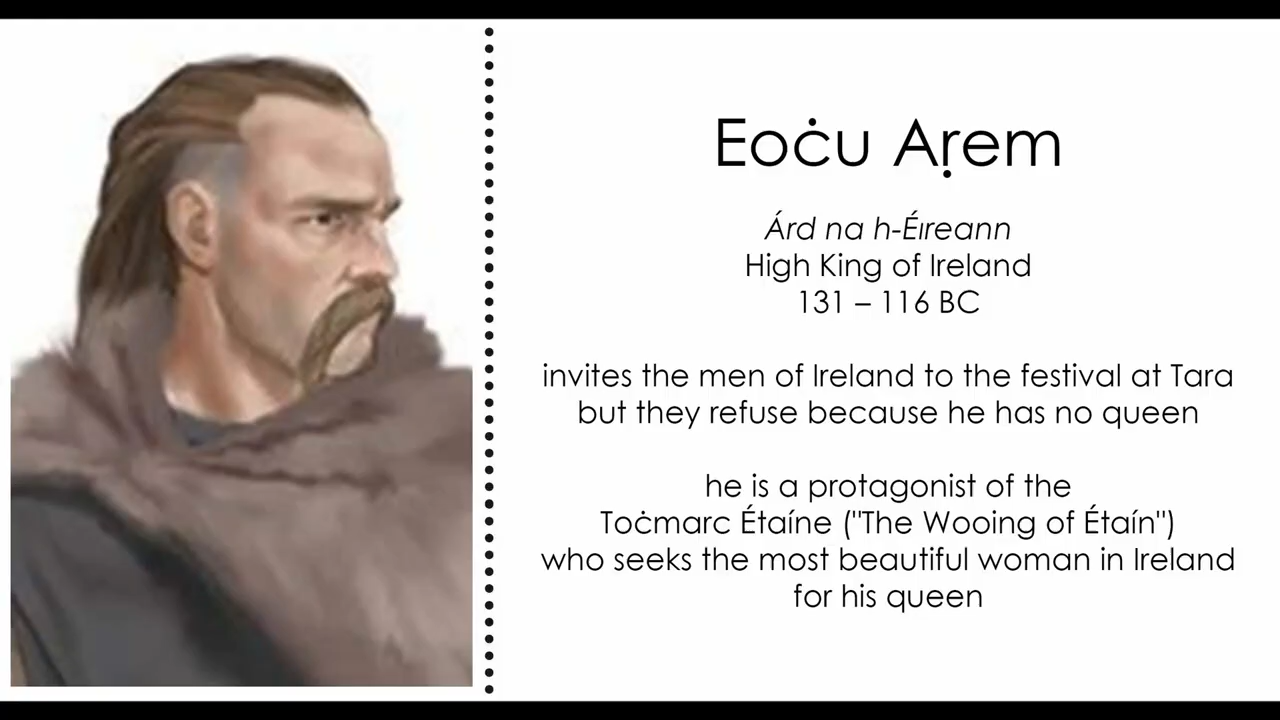 Eoċu Aṛem
Árd na h-Éıreann
High King of Ireland
131 – 116 BC
invites the men of Ireland to the festival at Tara
but they refuse because he has no queen
he is a protagonist of the
Toċmarc Étaíne ("The Wooing of Étaín")
who seeks the most beautiful woman in Ireland
for his queen